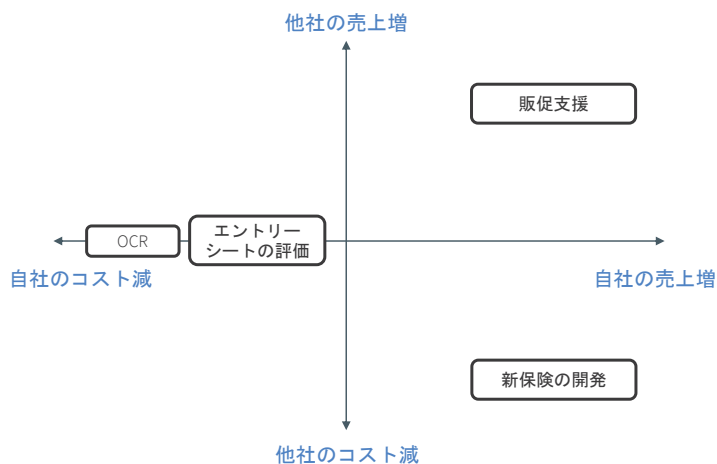 他社の売上増
販促支援
エントリー
シートの評価
OCR
自社のコスト減
自社の売上増
新保険の開発
他社のコスト減